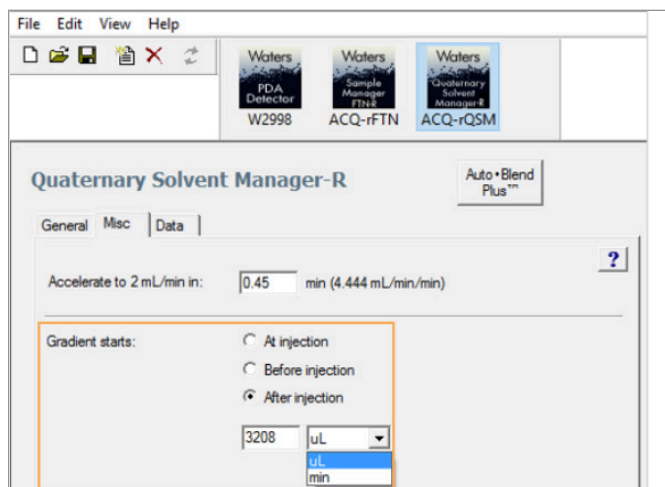 File Edit View Help
Waters
PDA
Detector
W2998
Waters
Sample
Manager
FTN-R
ACQ-rFTN
Waters
Quaternary
Solvent
Manager-R
ACQ-rQSM
Quaternary Solvent Manager-R
Auto•Blend
Plus™
General Misc Data
?
Accelerate to 2 mL/min in: 0.45 min (4.444 mL/min/min)
Gradient starts: At injection
Before injection
After injection
3208 uL
uL
min